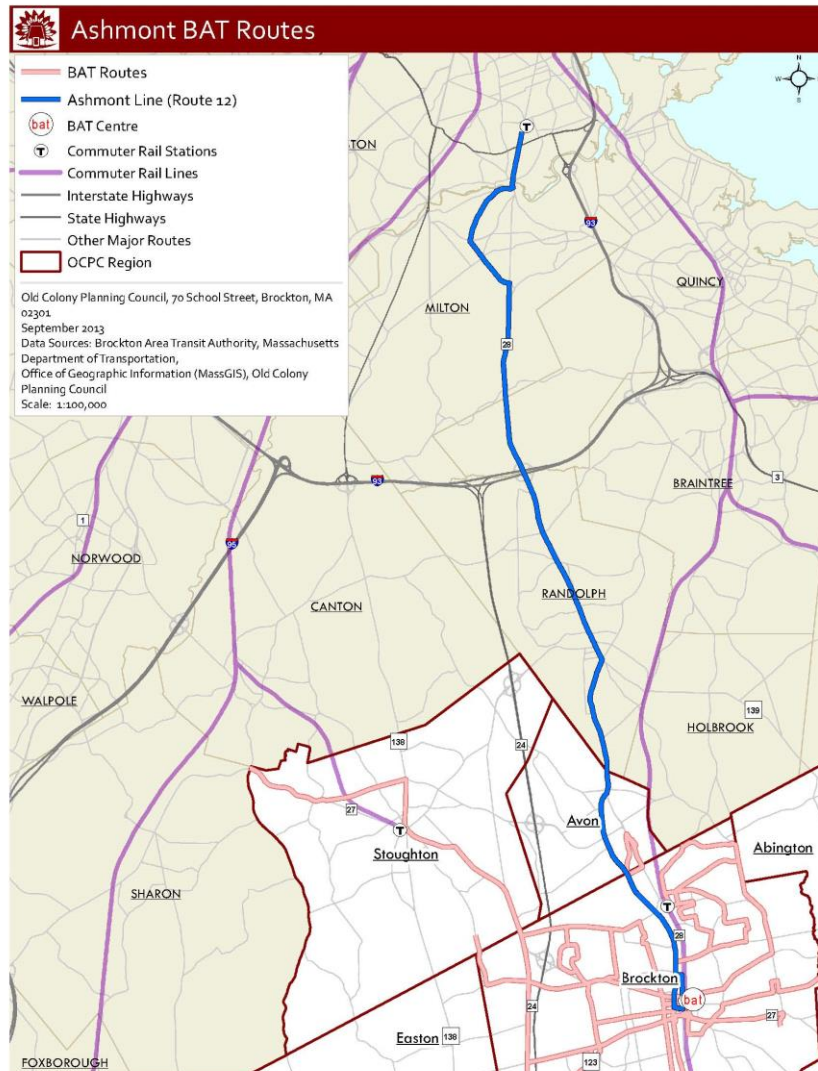 Ashmont BAT Routes
BAT Routes
Ashmont Line (Route 12)
bat
BAT Centre
T
Commuter Rail Stations
Commuter Rail Lines
Interstate Highways
State Highways
Other Major Routes
OCPC Region
Old Colony Planning Council, 70 School Street, Brockton, MA
02301
September 2013
Data Sources: Brockton Area Transit Authority, Massachusetts
Department of Transportation,
Office of Geographic Information (MassGIS), Old Colony
Planning Council
Scale: 1:100,000
N
W
E
S
T
TON
93
QUINCY
MILTON
28
93
BRAINTREE
3
1
95
NORWOOD
CANTON
RANDOLPH
WALPOLE
139
HOLBROOK
138
24
27
Avon
T
Stoughton
Abington
SHARON
T
28
Brockton
bat
24
27
Easton
138
123
FOXBOROUGH